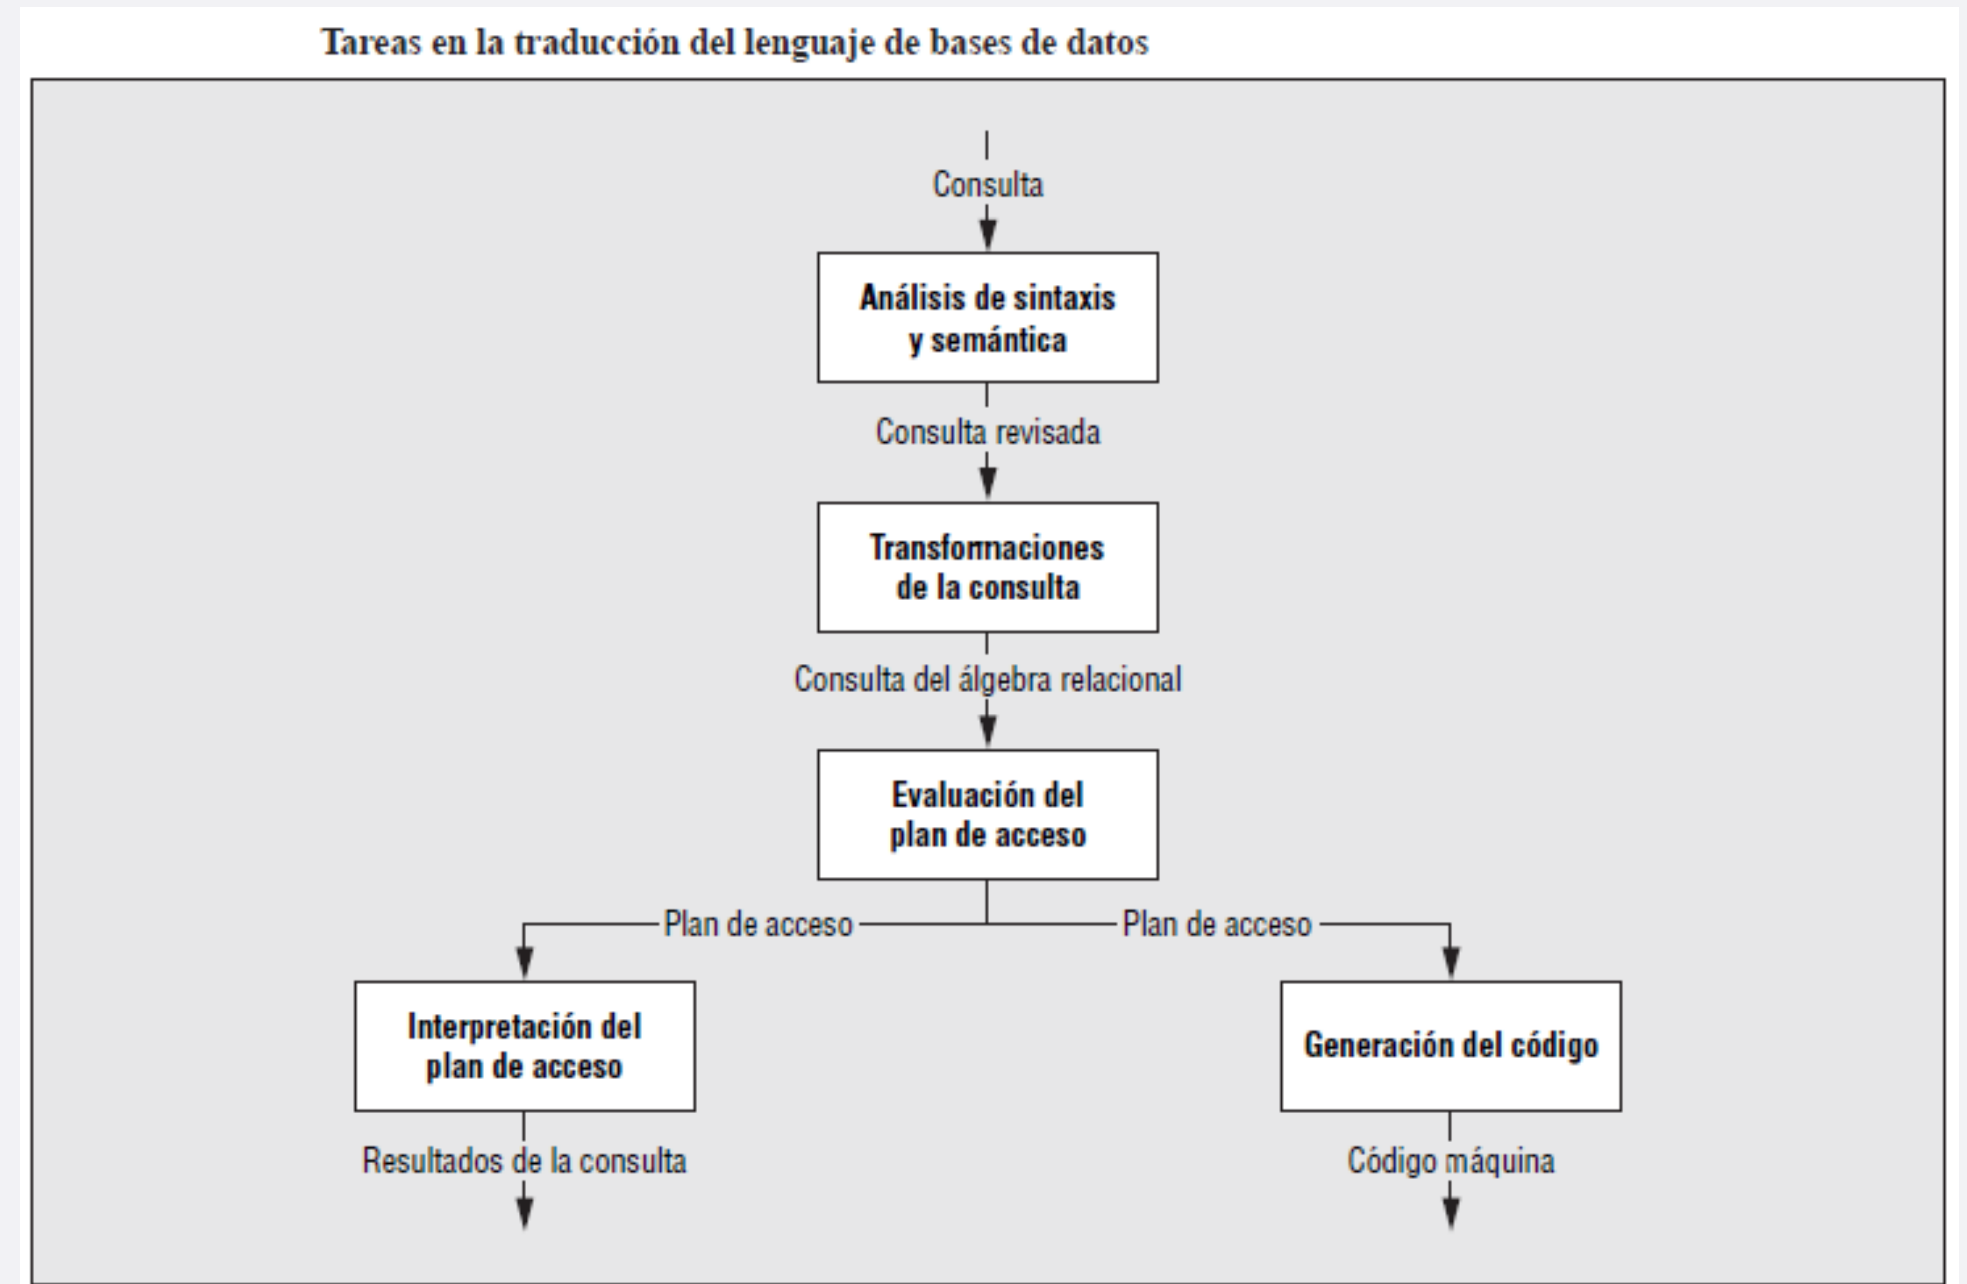 Tareas en la traducción del lenguaje de bases de datos
Consulta
Análisis de sintaxis
y semántica
Consulta revisada
Transformaciones
de la consulta
Consulta del álgebra relacional
Evaluación del
plan de acceso
Plan de acceso
Plan de acceso
Interpretación del
plan de acceso
Generación del código
Resultados de la consulta
Código máquina